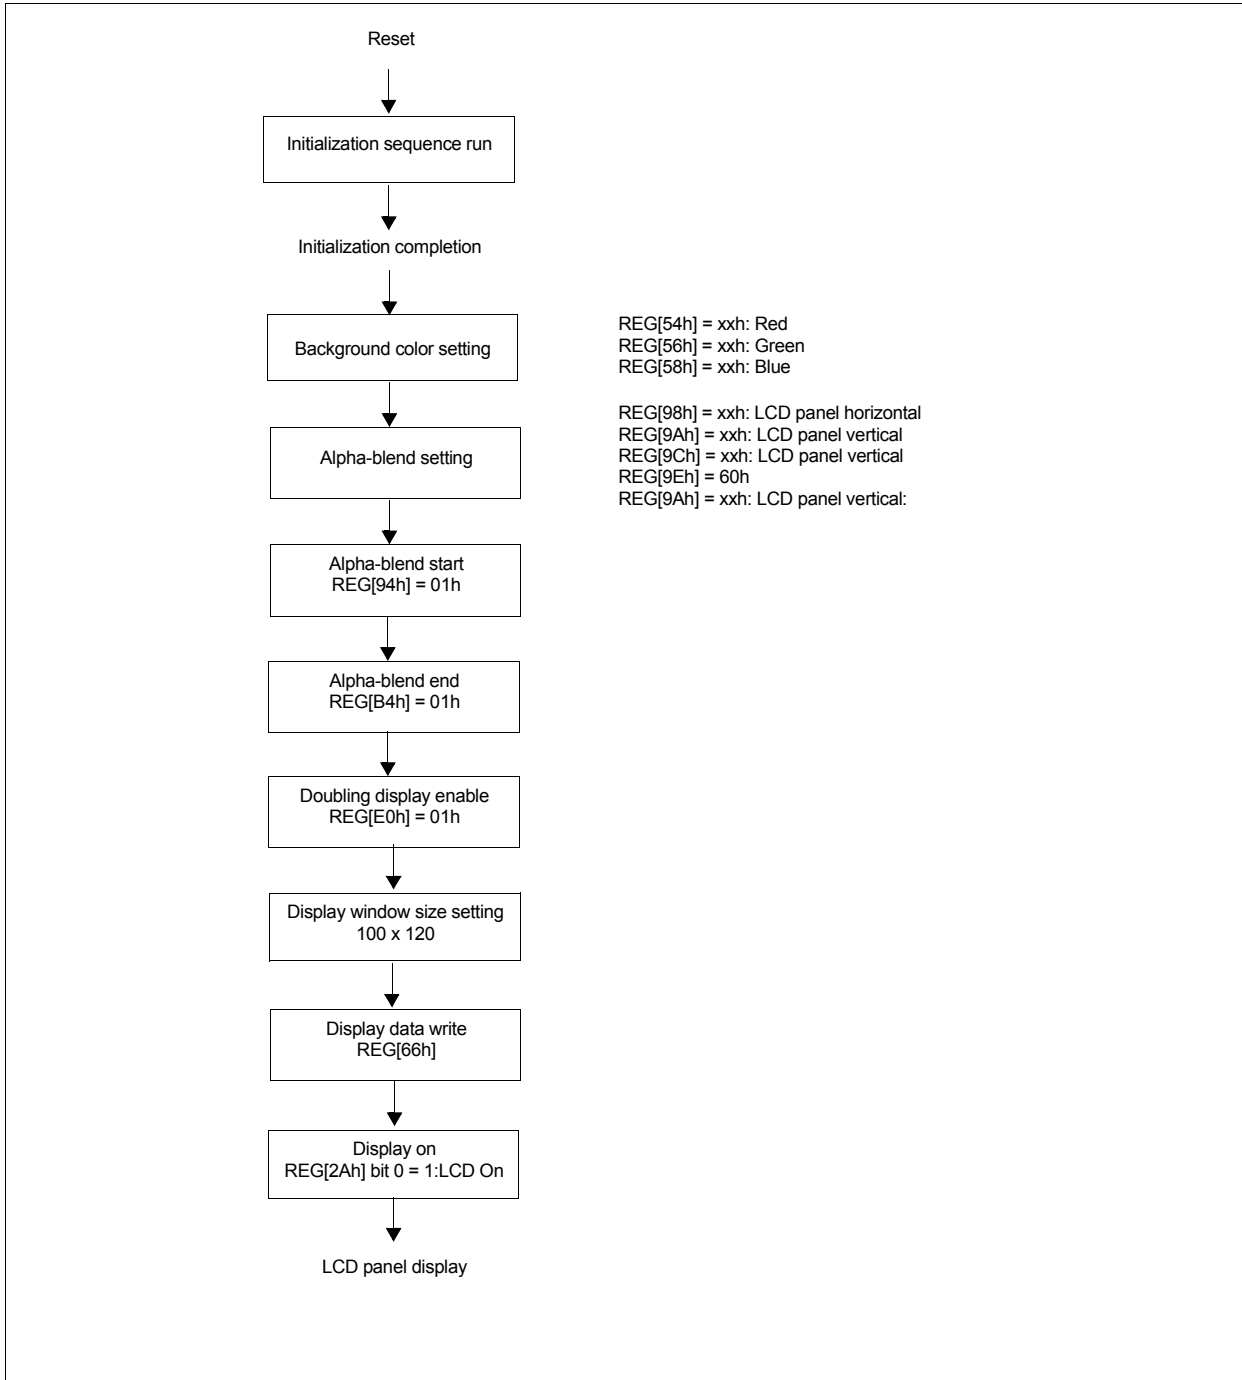 Reset
Initialization sequence run
Initialization completion
Background color setting
REG[54h] = xxh: Red
REG[56h] = xxh: Green
REG[58h] = xxh: Blue
Alpha-blend setting
REG[98h] = xxh: LCD panel horizontal
REG[9Ah] = xxh: LCD panel vertical
REG[9Ch] = xxh: LCD panel vertical
REG[9Eh] = 60h
REG[9Ah] = xxh: LCD panel vertical:
Alpha-blend start
REG[94h] = 01h
Alpha-blend end
REG[B4h] = 01h
Doubling display enable
REG[E0h] = 01h
Display window size setting
100 x 120
Display data write
REG[66h]
Display on
REG[2Ah] bit 0 = 1:LCD On
LCD panel display